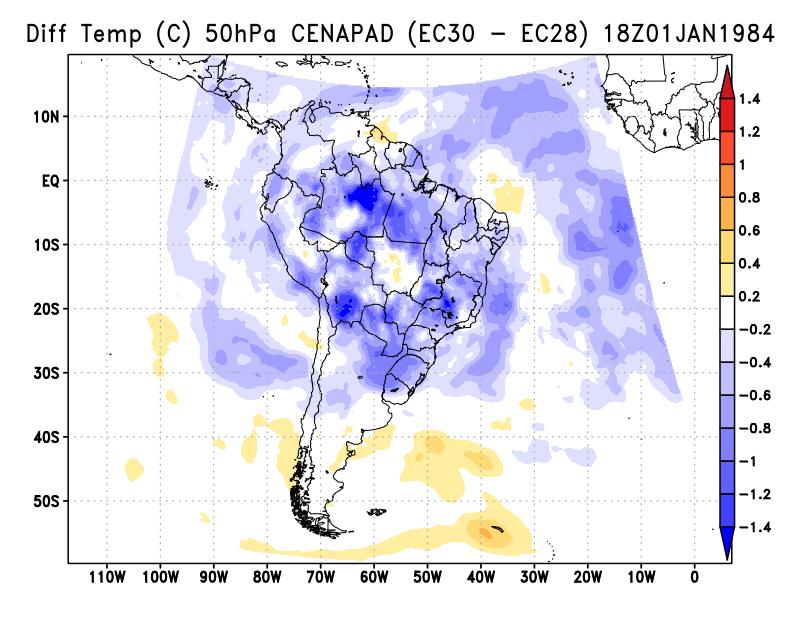 Diff Temp (C) 50hPa CENAPAD (EC30 − EC28) 18Z01JAN1984
10N
EQ
10S
20S
30S
40S
50S
110W 100W 90W 80W 70W 60W 50W 40W 30W 20W 10W 0
1.4
1.2
1
0.8
0.6
0.4
0.2
−0.2
−0.4
−0.6
−0.8
−1
−1.2
−1.4